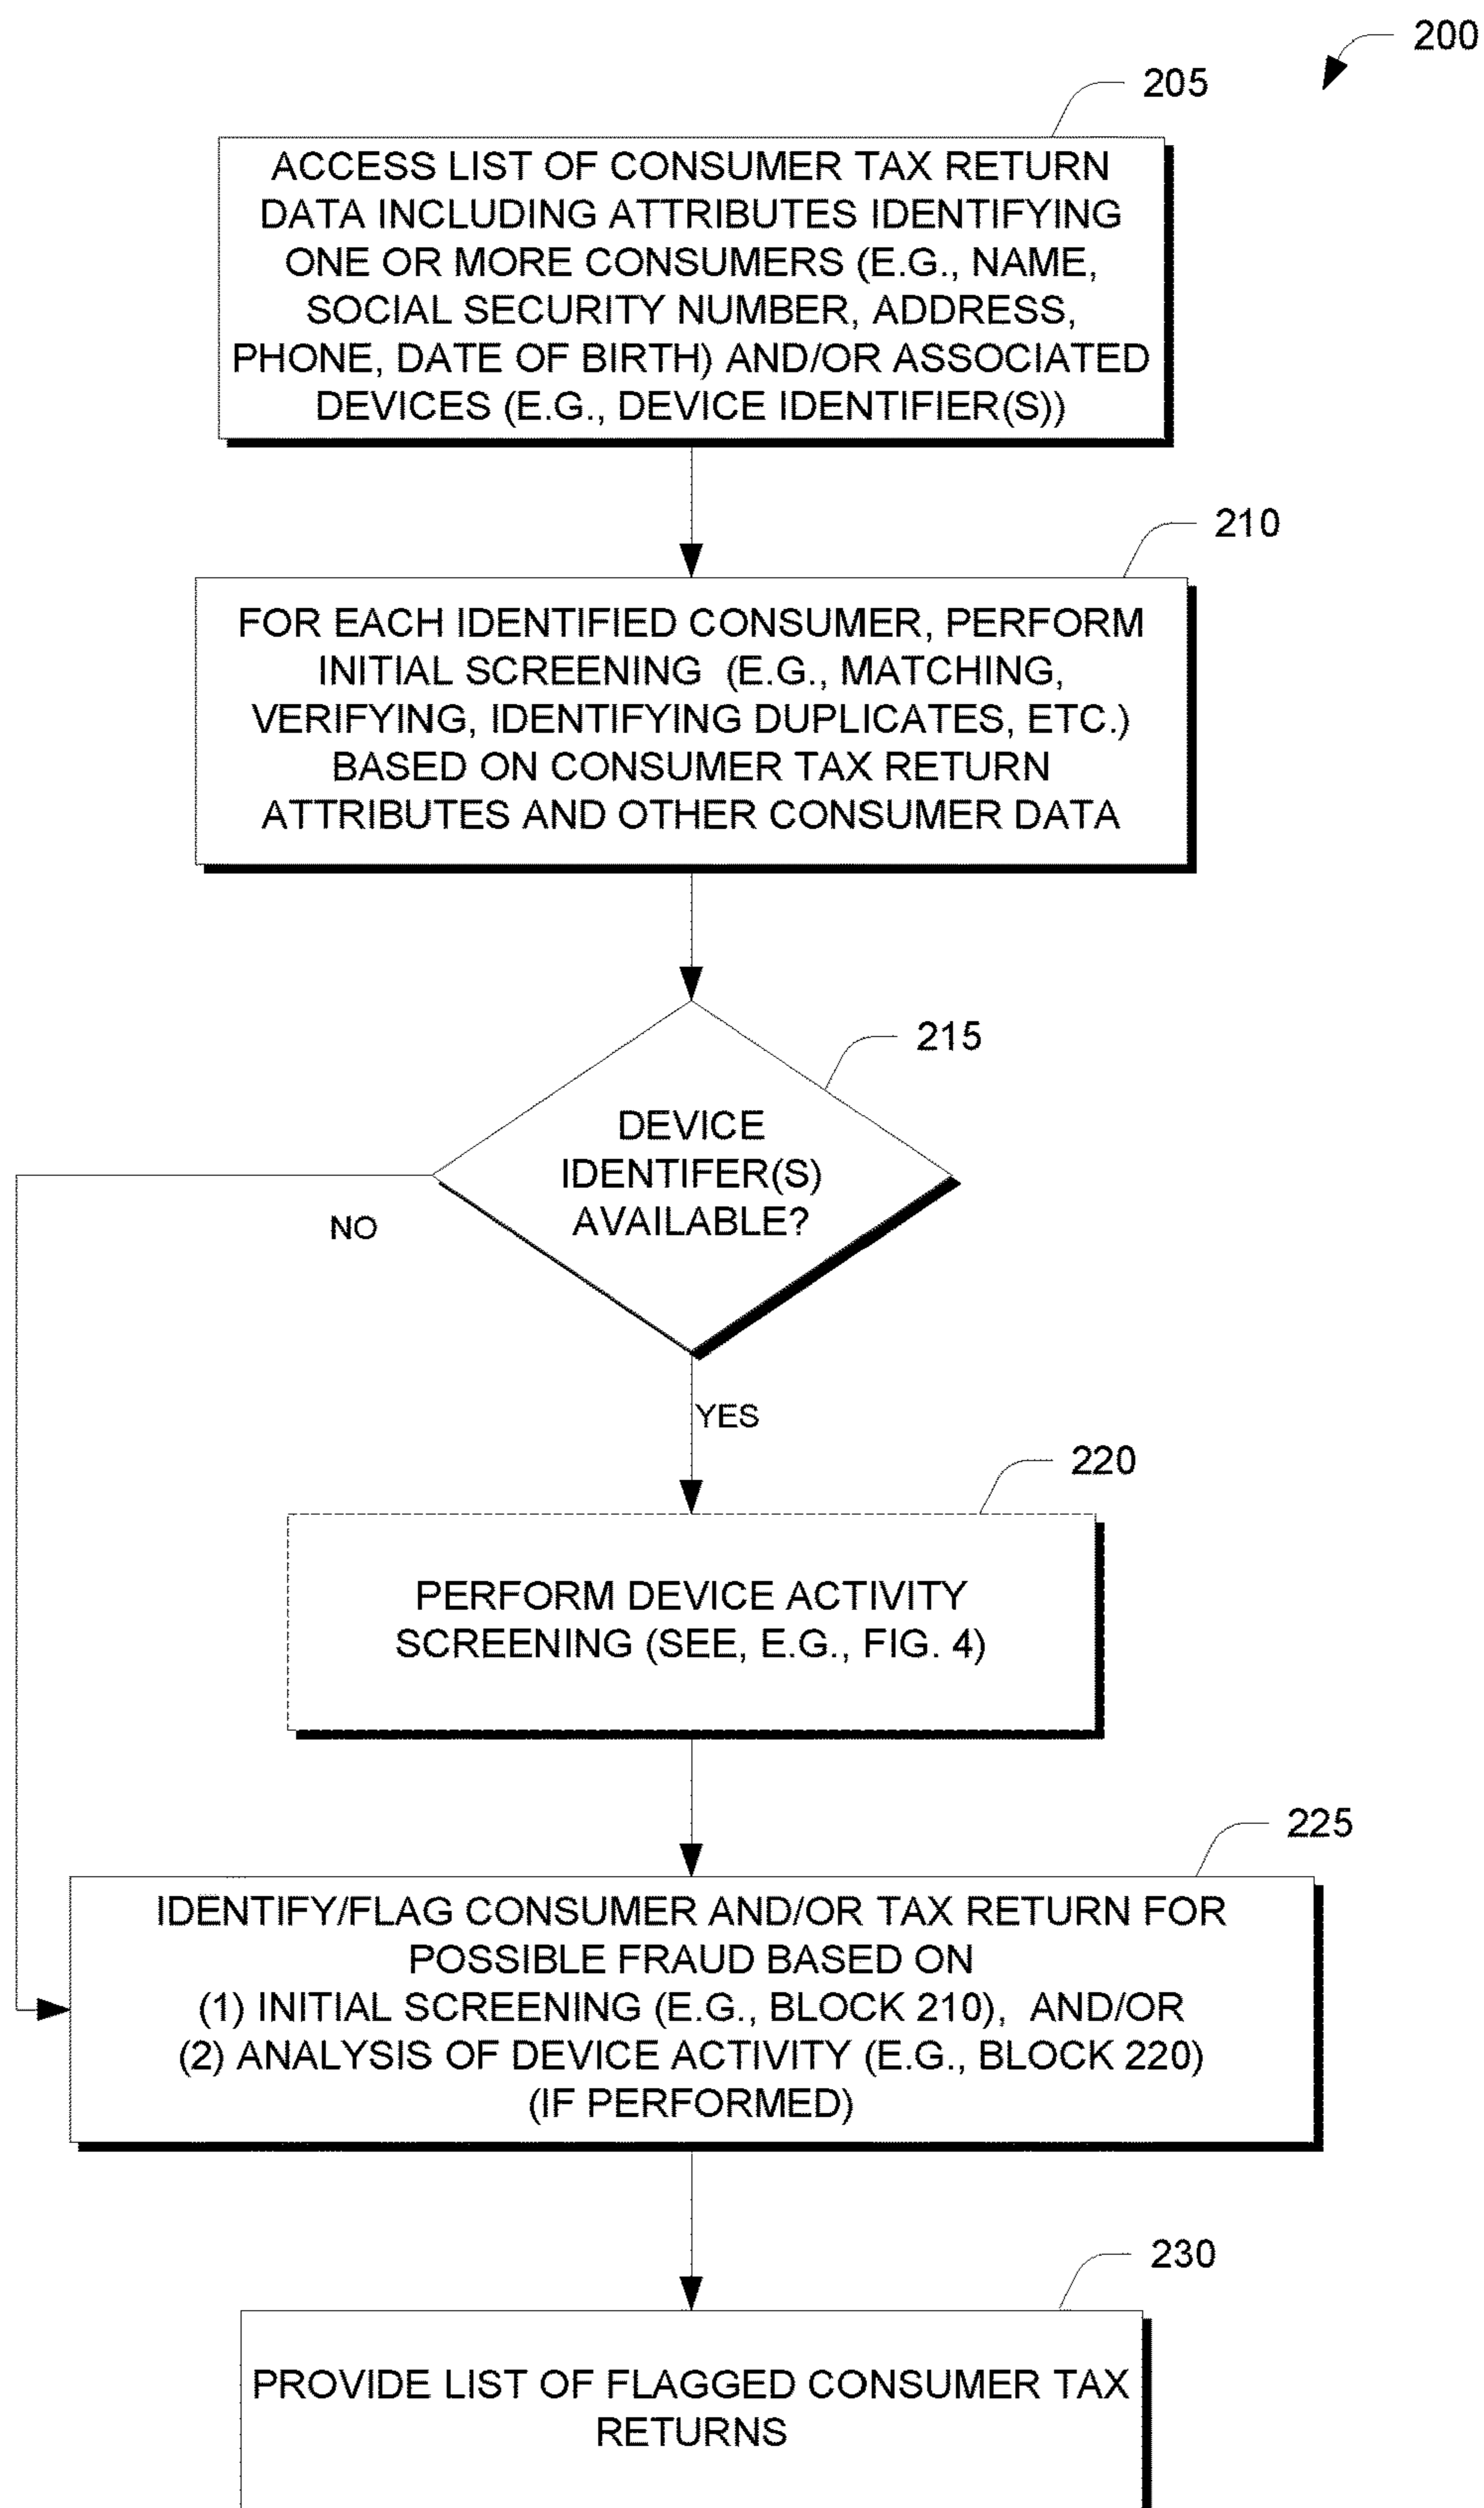 200
205
ACCESS LIST OF CONSUMER TAX RETURN
DATA INCLUDING ATTRIBUTES IDENTIFYING
ONE OR MORE CONSUMERS (E.G., NAME,
SOCIAL SECURITY NUMBER, ADDRESS,
PHONE, DATE OF BIRTH) AND/OR ASSOCIATED
DEVICES (E.G., DEVICE IDENTIFIER(S))
210
FOR EACH IDENTIFIED CONSUMER, PERFORM
INITIAL SCREENING (E.G., MATCHING,
VERIFYING, IDENTIFYING DUPLICATES, ETC.)
BASED ON CONSUMER TAX RETURN
ATTRIBUTES AND OTHER CONSUMER DATA
215
DEVICE
IDENTIFER(S)
AVAILABLE?
NO
YES
220
PERFORM DEVICE ACTIVITY
SCREENING (SEE, E.G., FIG. 4)
225
IDENTIFY/FLAG CONSUMER AND/OR TAX RETURN FOR
POSSIBLE FRAUD BASED ON
(1) INITIAL SCREENING (E.G., BLOCK 210), AND/OR
(2) ANALYSIS OF DEVICE ACTIVITY (E.G., BLOCK 220)
(IF PERFORMED)
230
PROVIDE LIST OF FLAGGED CONSUMER TAX
RETURNS